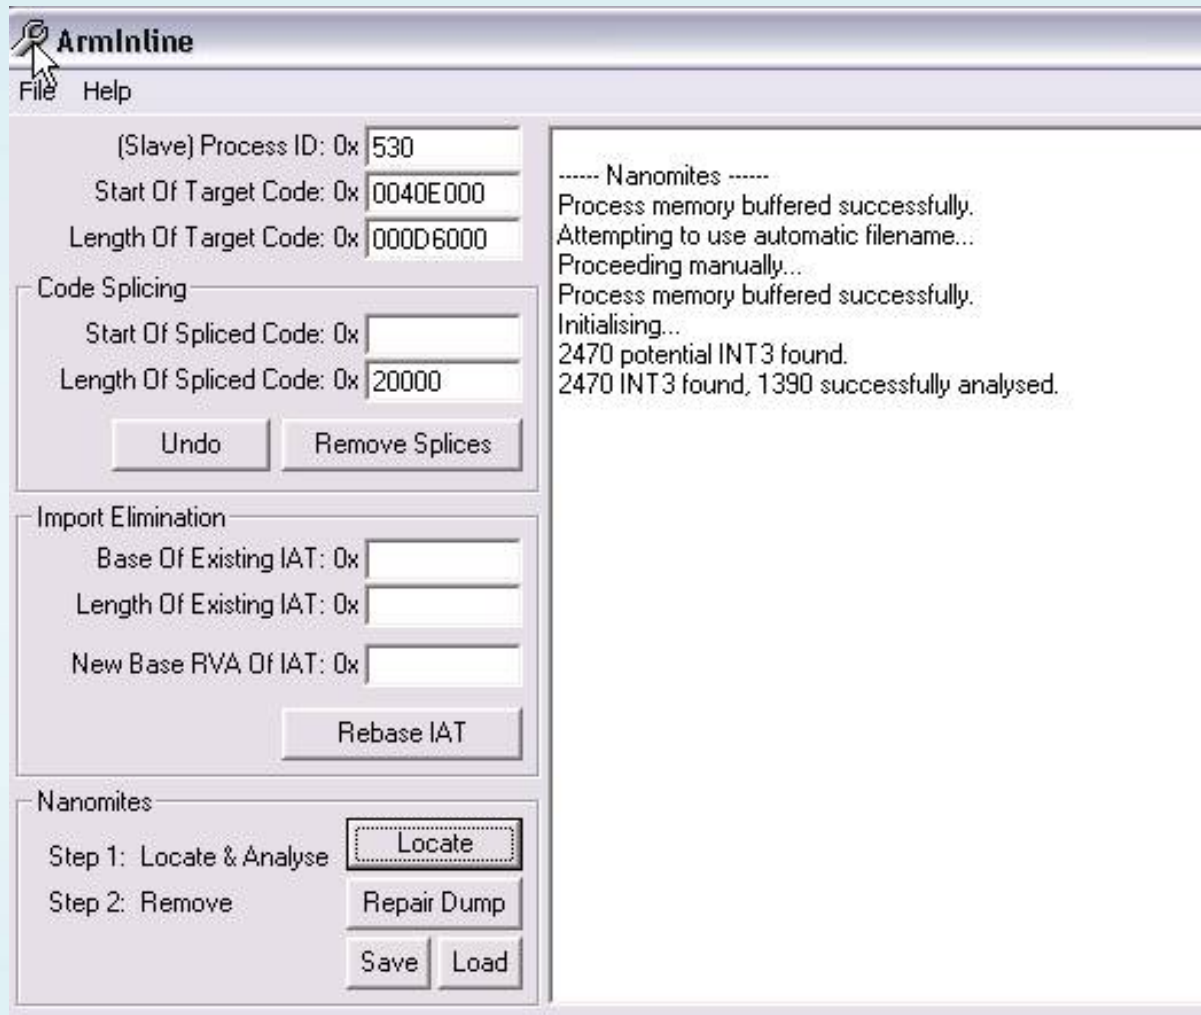 ArmInline
File Help
(Slave) Process ID: 0x 530
Start Of Target Code: 0x 0040E000
Length Of Target Code: 0x 000D6000
Code Splicing
Start Of Spliced Code: 0x
Length Of Spliced Code: 0x 20000
Undo Remove Splices
Import Elimination
Base Of Existing IAT: 0x
Length Of Existing IAT: 0x
New Base RVA Of IAT: 0x
Rebase IAT
Nanomites
Step 1: Locate & Analyse Locate
Step 2: Remove Repair Dump
Save Load
------ Nanomites ------
Process memory buffered successfully.
Attempting to use automatic filename...
Proceeding manually...
Process memory buffered successfully.
Initialising...
2470 potential INT3 found.
2470 INT3 found, 1390 successfully analysed.